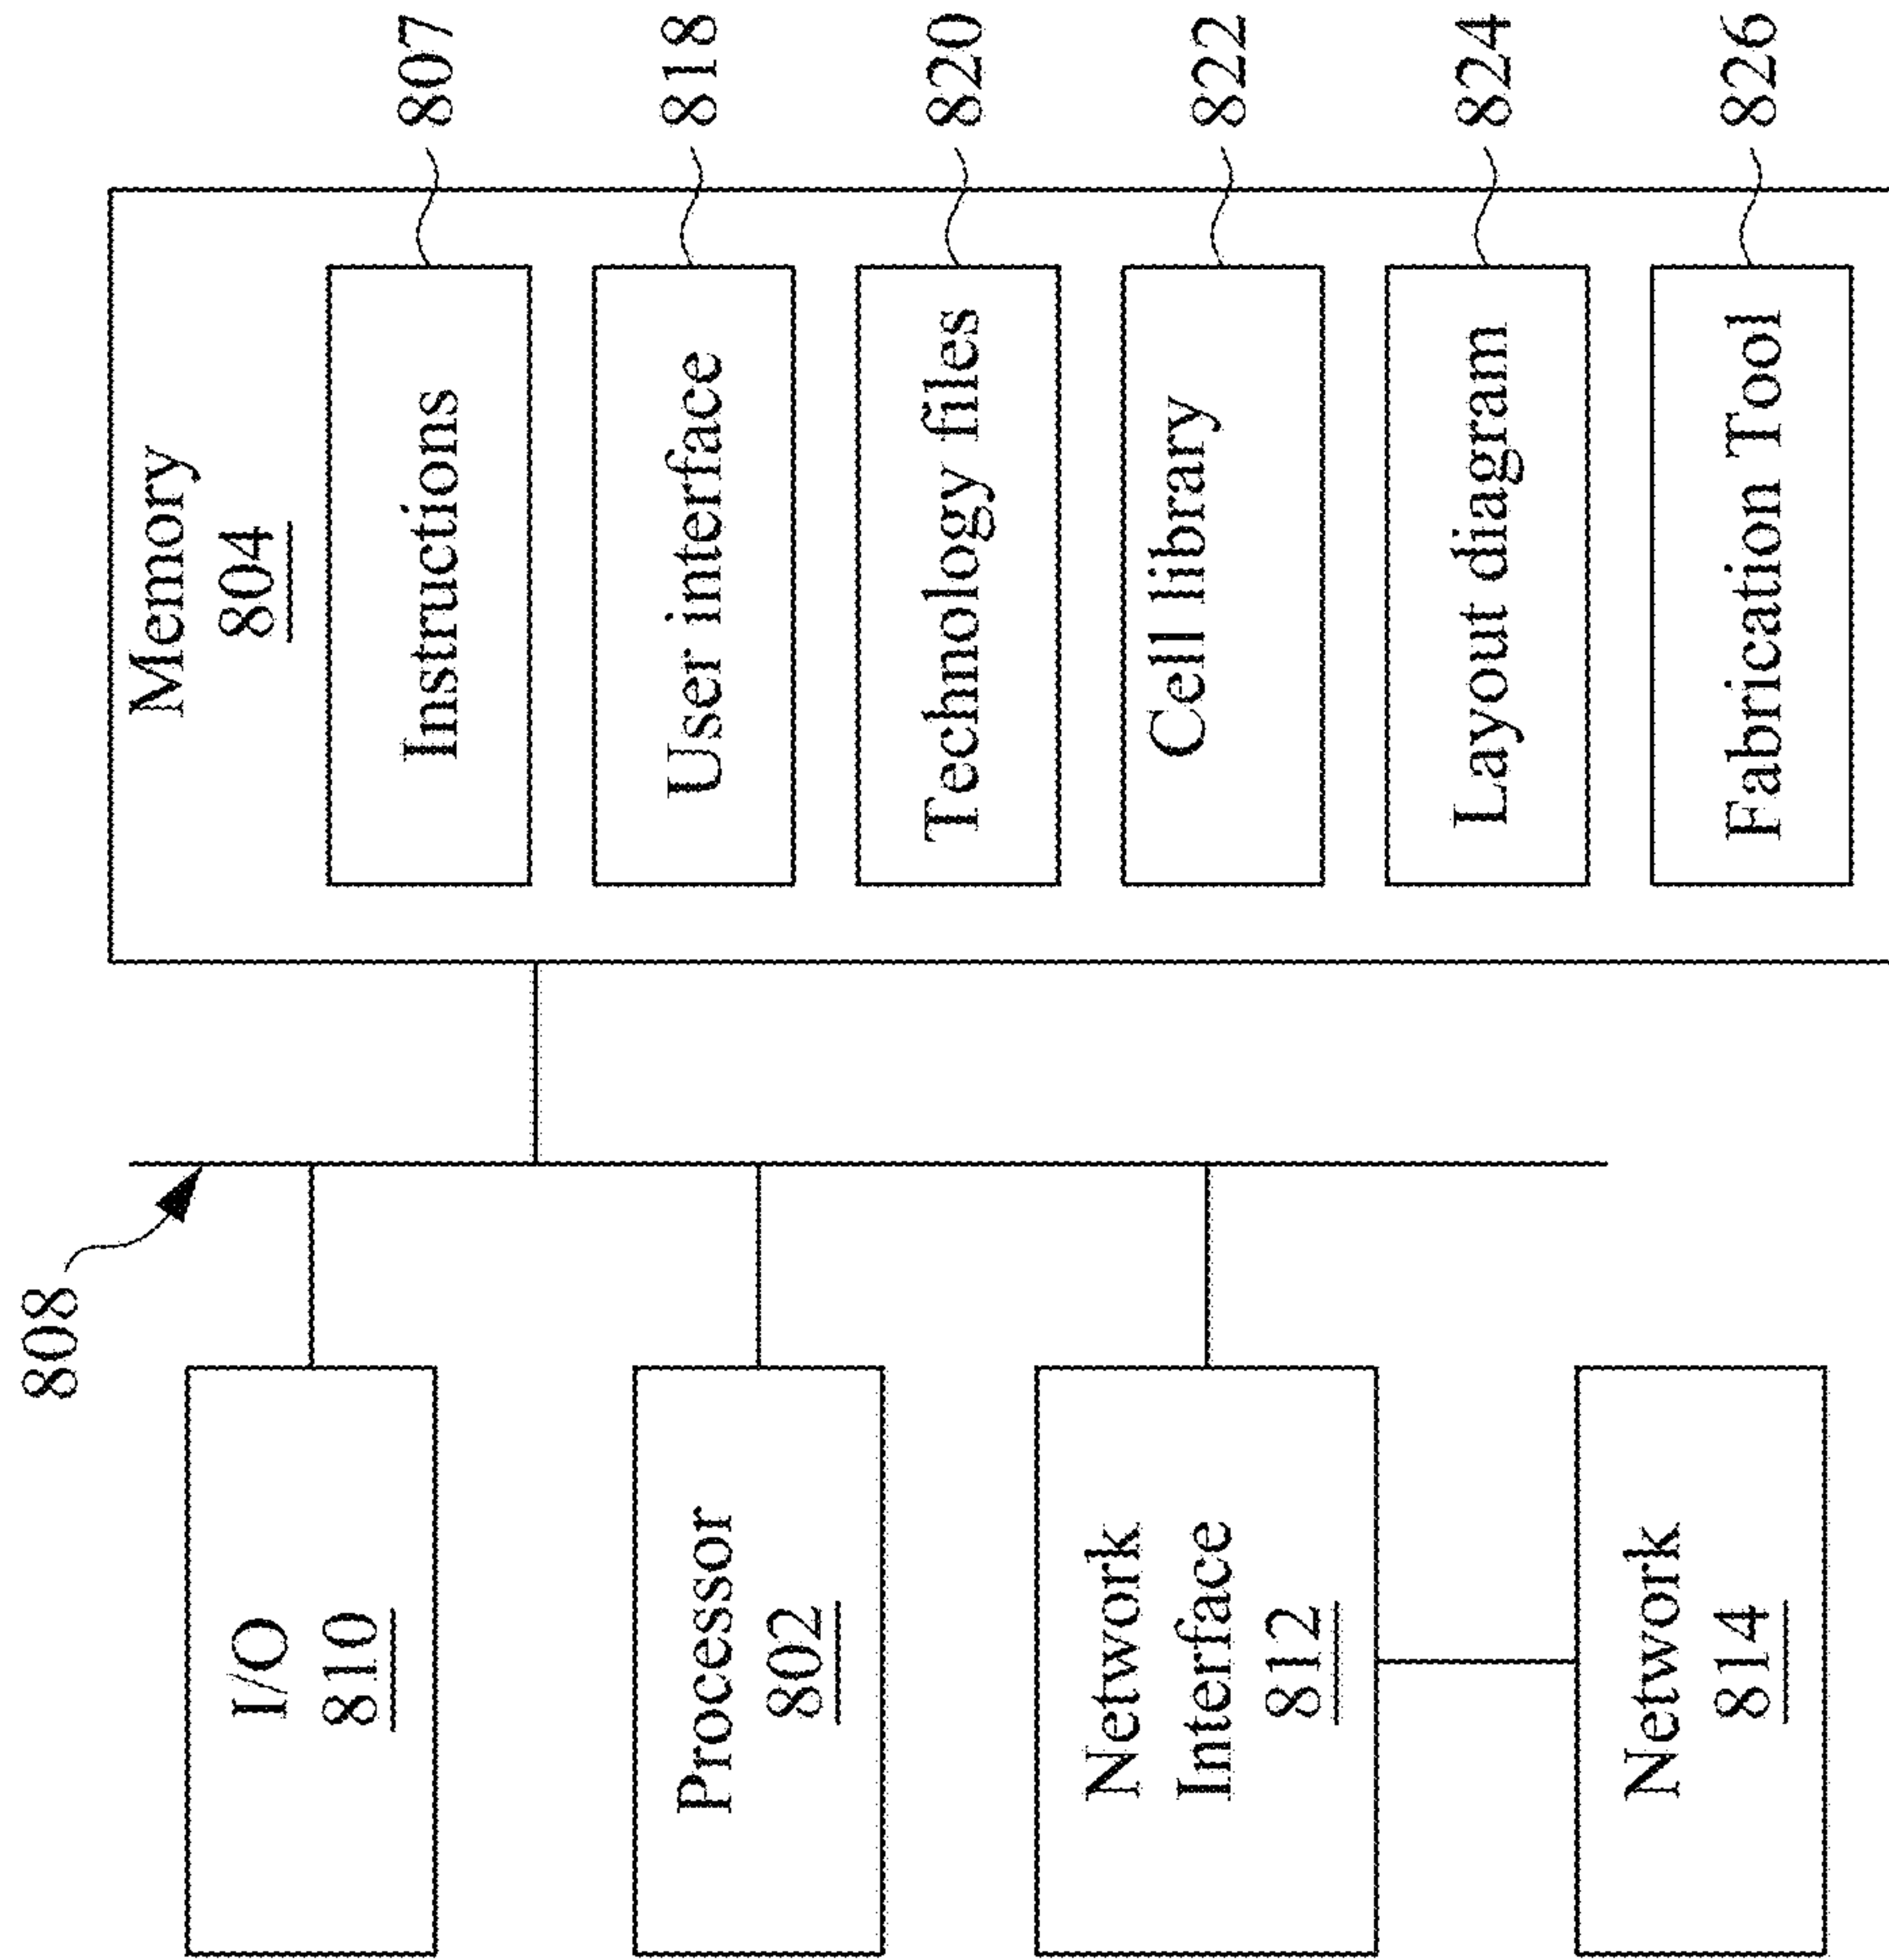 808
I/O
810
Processor
802
Network
Interface
812
Network
814
Memory
804
Instructions
807
User interface
818
Technology files
820
Cell library
822
Layout diagram
824
Fabrication Tool
826